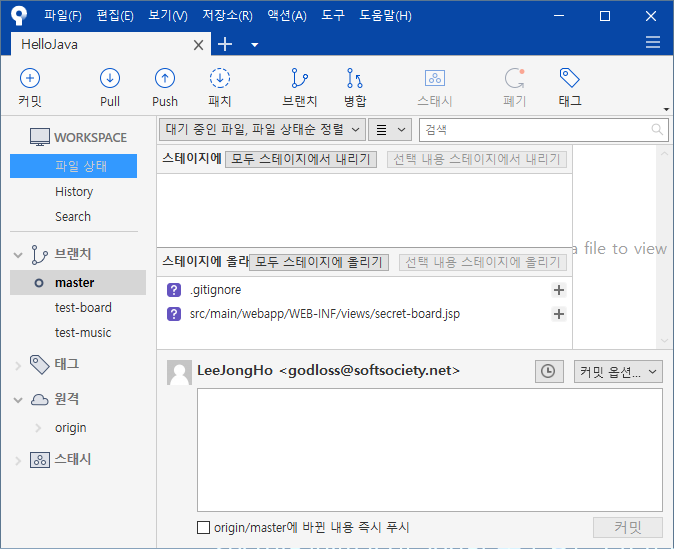 파일(F) 편집(E) 보기(V) 저장소(R) 액션(A) 도구 도움말(H)
HelloJava
커밋 Pull Push 패치 브랜치 병합 스태시 폐기 태그
WORKSPACE
파일 상태
History
Search
브랜치
master
test-board
test-music
태그
원격
origin
스태시
대기 중인 파일, 파일 상태순 정렬 검색
스테이지에 모두 스테이지에서 내리기 선택 내용 스테이지에서 내리기
a file to view
스테이지에 올라 모두 스테이지에 올리기 선택 내용 스테이지에 올리기
.gitignore
src/main/webapp/WEB-INF/views/secret-board.jsp
LeeJongHo <godloss@softsociety.net> 커밋 옵션...
origin/master에 바뀐 내용 즉시 푸시 커밋